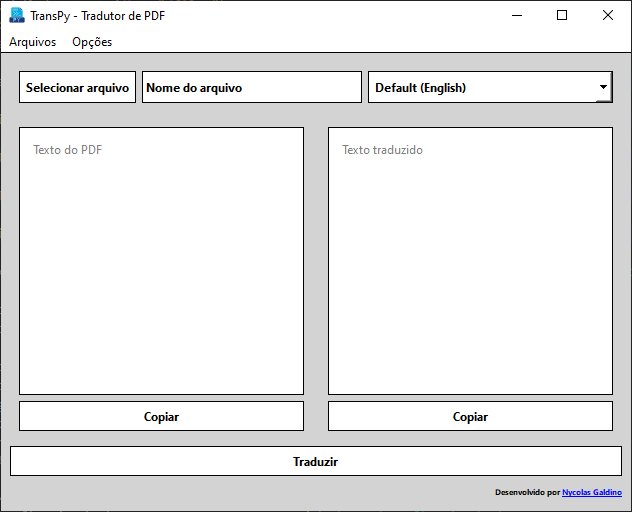 TransPy - Tradutor de PDF
Arquivos Opções
Selecionar arquivo Nome do arquivo Default (English)
Texto do PDF Texto traduzido
Copiar Copiar
Traduzir
Desenvolvido por Nycolas Galdino